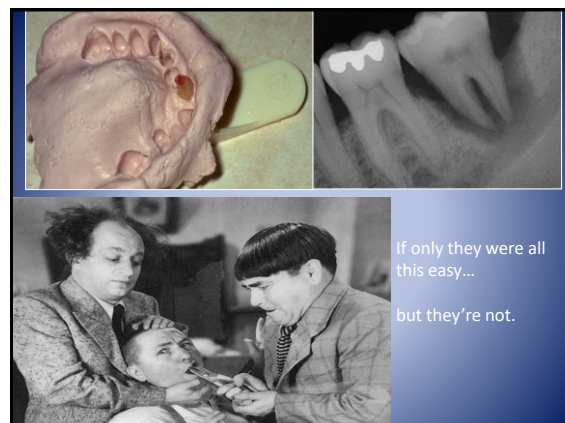 If only they were all
this easy…
but they're not.